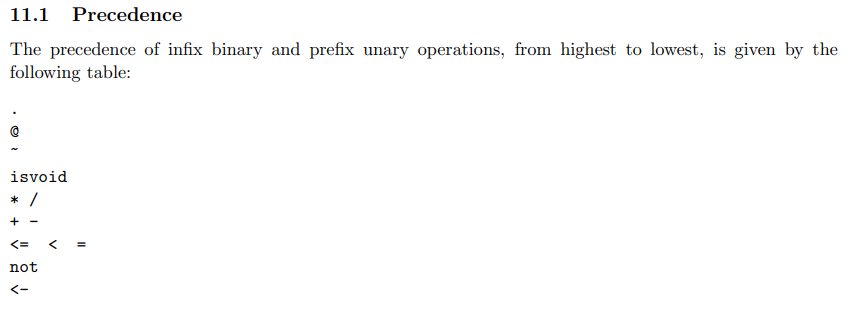 11.1 Precedence
The precedence of infix binary and prefix unary operations, from highest to lowest, is given by the
following table:
.
@
~
isvoid
* /
+ -
<= < =
not
<-